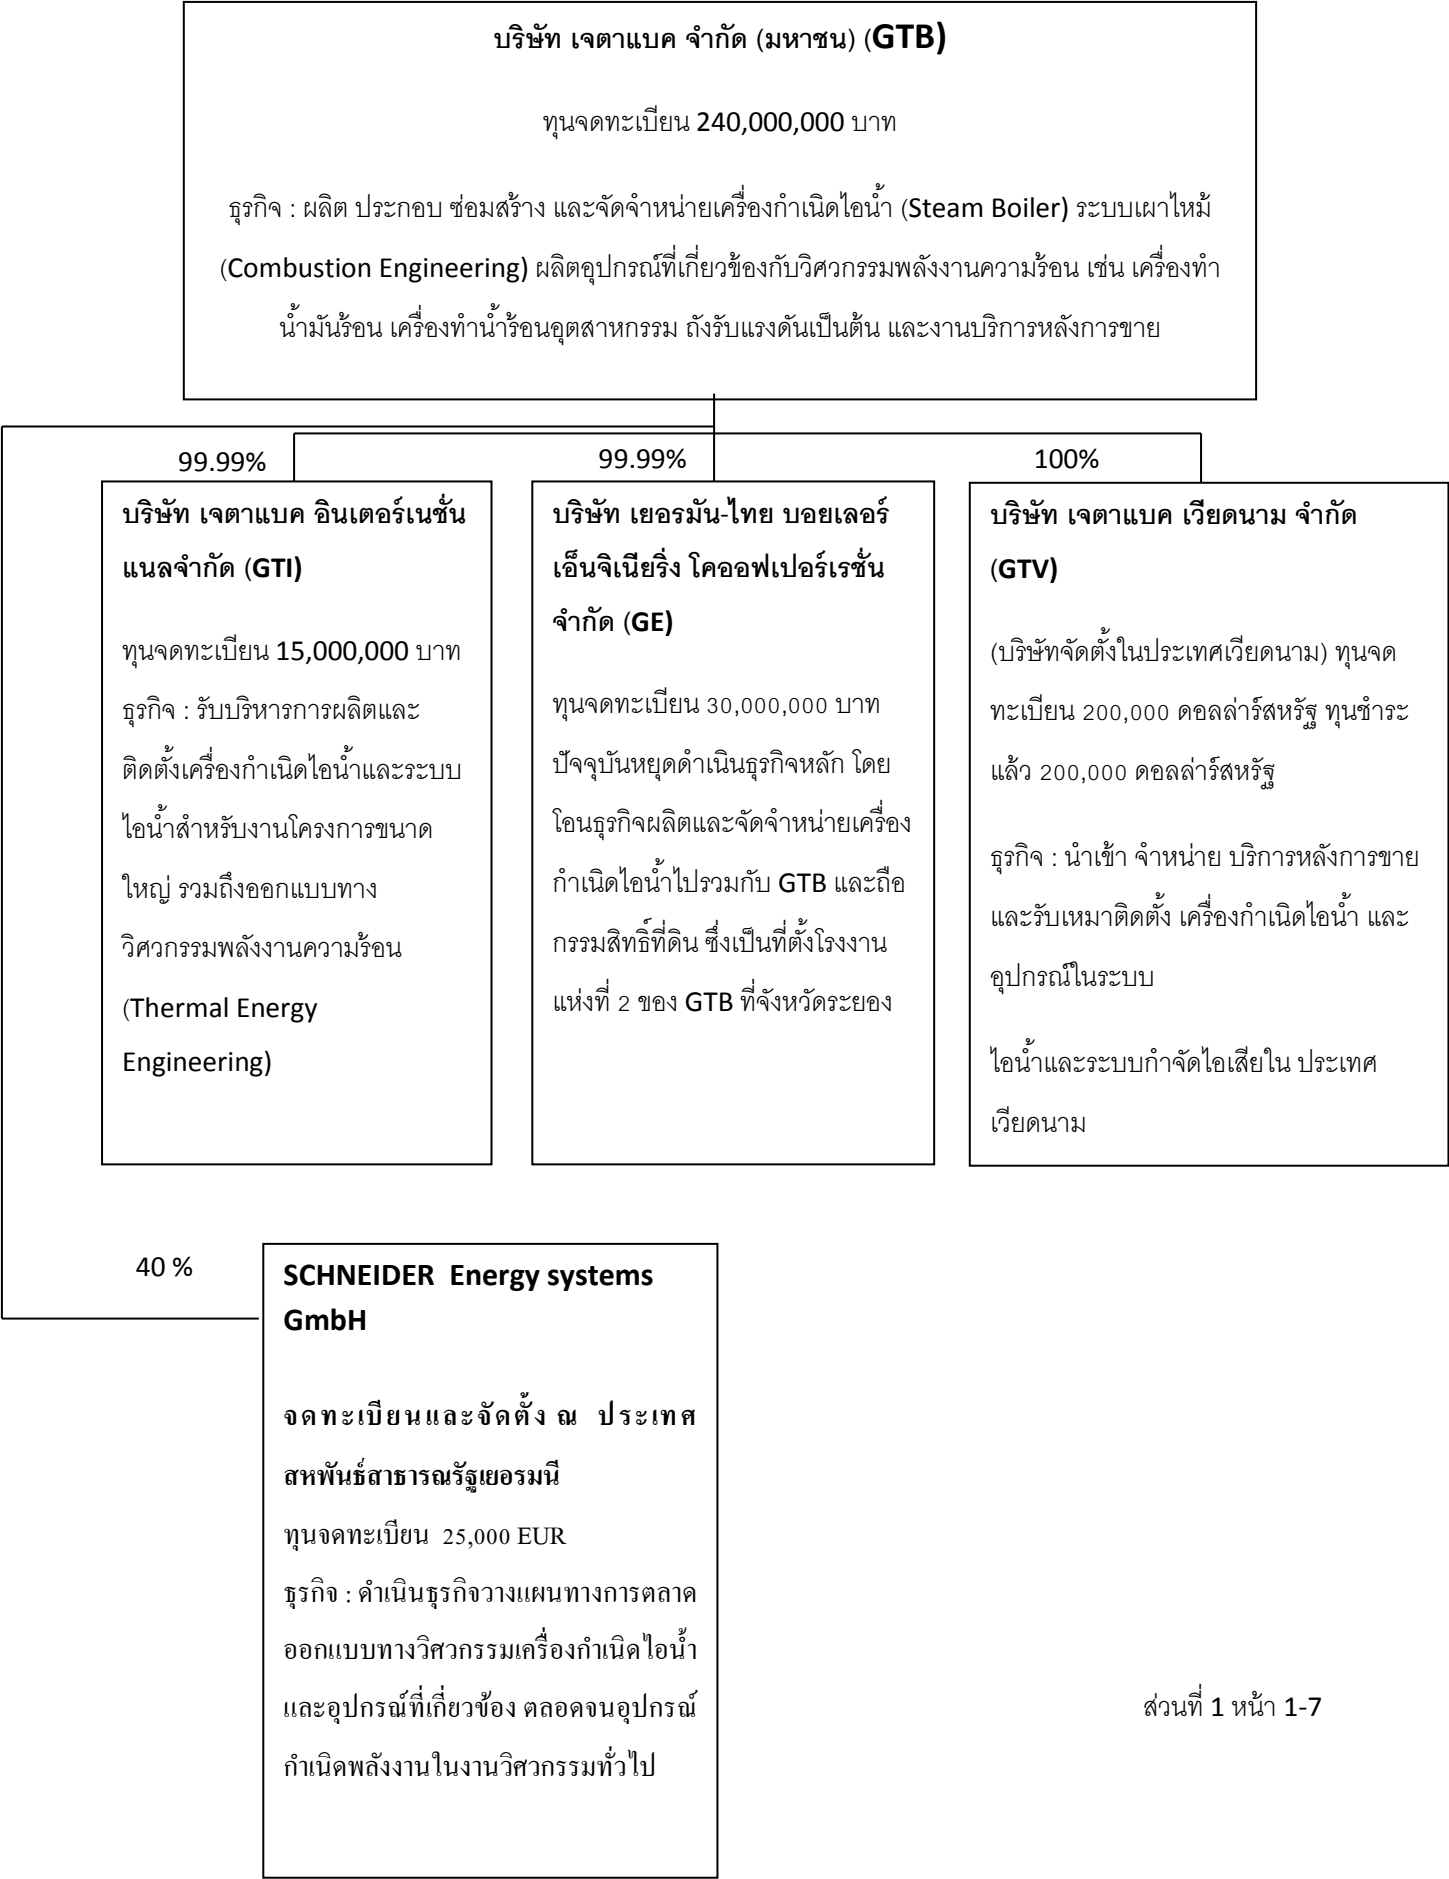 บริษัท เจตาแบค จำกัด (มหาชน) (GTB)
ทุนจดทะเบียน 240,000,000 บาท
ธุรกิจ : ผลิต ประกอบ ซ่อมสร้าง และจัดจำหน่ายเครื่องกำเนิดไอน้ำ (Steam Boiler) ระบบเผาไหม้
(Combustion Engineering) ผลิตอุปกรณ์ที่เกี่ยวข้องกับวิศวกรรมพลังงานความร้อน เช่น เครื่องทำ
น้ำมันร้อน เครื่องทำน้ำร้อนอุตสาหกรรม ถังรับแรงดันเป็นต้น และงานบริการหลังการขาย
99.99%
บริษัท เจตาแบค อินเตอร์เนชั่น
แนลจำกัด (GTI)
ทุนจดทะเบียน 15,000,000 บาท
ธุรกิจ : รับบริหารการผลิตและ
ติดตั้งเครื่องกำเนิดไอน้ำและระบบ
ไอน้ำสำหรับงานโครงการขนาด
ใหญ่ รวมถึงออกแบบทาง
วิศวกรรมพลังงานความร้อน
(Thermal Energy
Engineering)
99.99%
บริษัท เยอรมัน-ไทย บอยเลอร์
เอ็นจิเนียริ่ง โคออฟเปอร์เรชั่น
จำกัด (GE)
ทุนจดทะเบียน 30,000,000 บาท
ปัจจุบันหยุดดำเนินธุรกิจหลัก โดย
โอนธุรกิจผลิตและจัดจำหน่ายเครื่อง
กำเนิดไอน้ำไปรวมกับ GTB และถือ
กรรมสิทธิ์ที่ดิน ซึ่งเป็นที่ตั้งโรงงาน
แห่งที่ 2 ของ GTB ที่จังหวัดระยอง
100%
บริษัท เจตาแบค เวียดนาม จำกัด
(GTV)
(บริษัทจัดตั้งในประเทศเวียดนาม) ทุนจด
ทะเบียน 200,000 ดอลล่าร์สหรัฐ ทุนชำระ
แล้ว 200,000 ดอลล่าร์สหรัฐ
ธุรกิจ : นำเข้า จำหน่าย บริการหลังการขาย
และรับเหมาติดตั้ง เครื่องกำเนิดไอน้ำ และ
อุปกรณ์ในระบบ
ไอน้ำและระบบกำจัดไอเสียใน ประเทศ
เวียดนาม
40 %
SCHNEIDER Energy systems
GmbH
จดทะเบียนและจัดตั้ง ณ ประเทศ
สหพันธ์สาธารณรัฐเยอรมนี
ทุนจดทะเบียน 25,000 EUR
ธุรกิจ : ดำเนินธุรกิจวางแผนทางการตลาด
ออกแบบทางวิศวกรรมเครื่องกำเนิดไอน้ำ
และอุปกรณ์ที่เกี่ยวข้อง ตลอดจนอุปกรณ์
กำเนิดพลังงานในงานวิศวกรรมทั่วไป
ส่วนที่ 1 หน้า 1-7